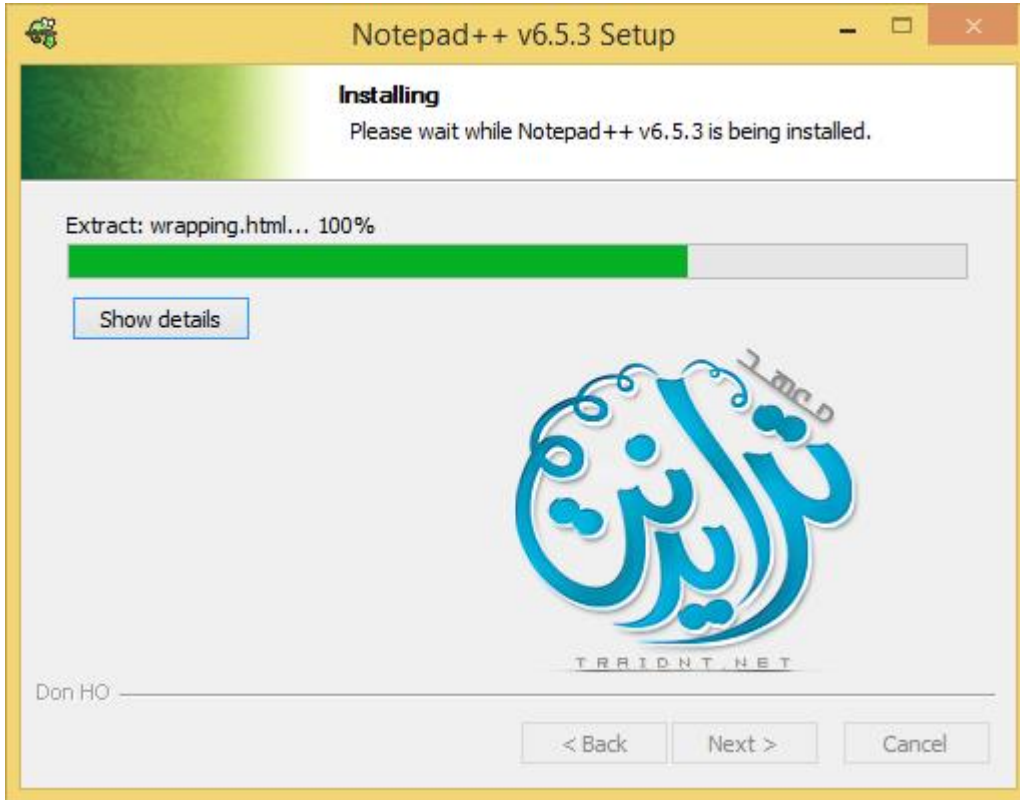 Notepad++ v6.5.3 Setup
Installing
Please wait while Notepad++ v6.5.3 is being installed.
Extract: wrapping.html... 100%
Show details
ترايدنت
TRAIDNT.NET
Don HO
< Back
Next >
Cancel